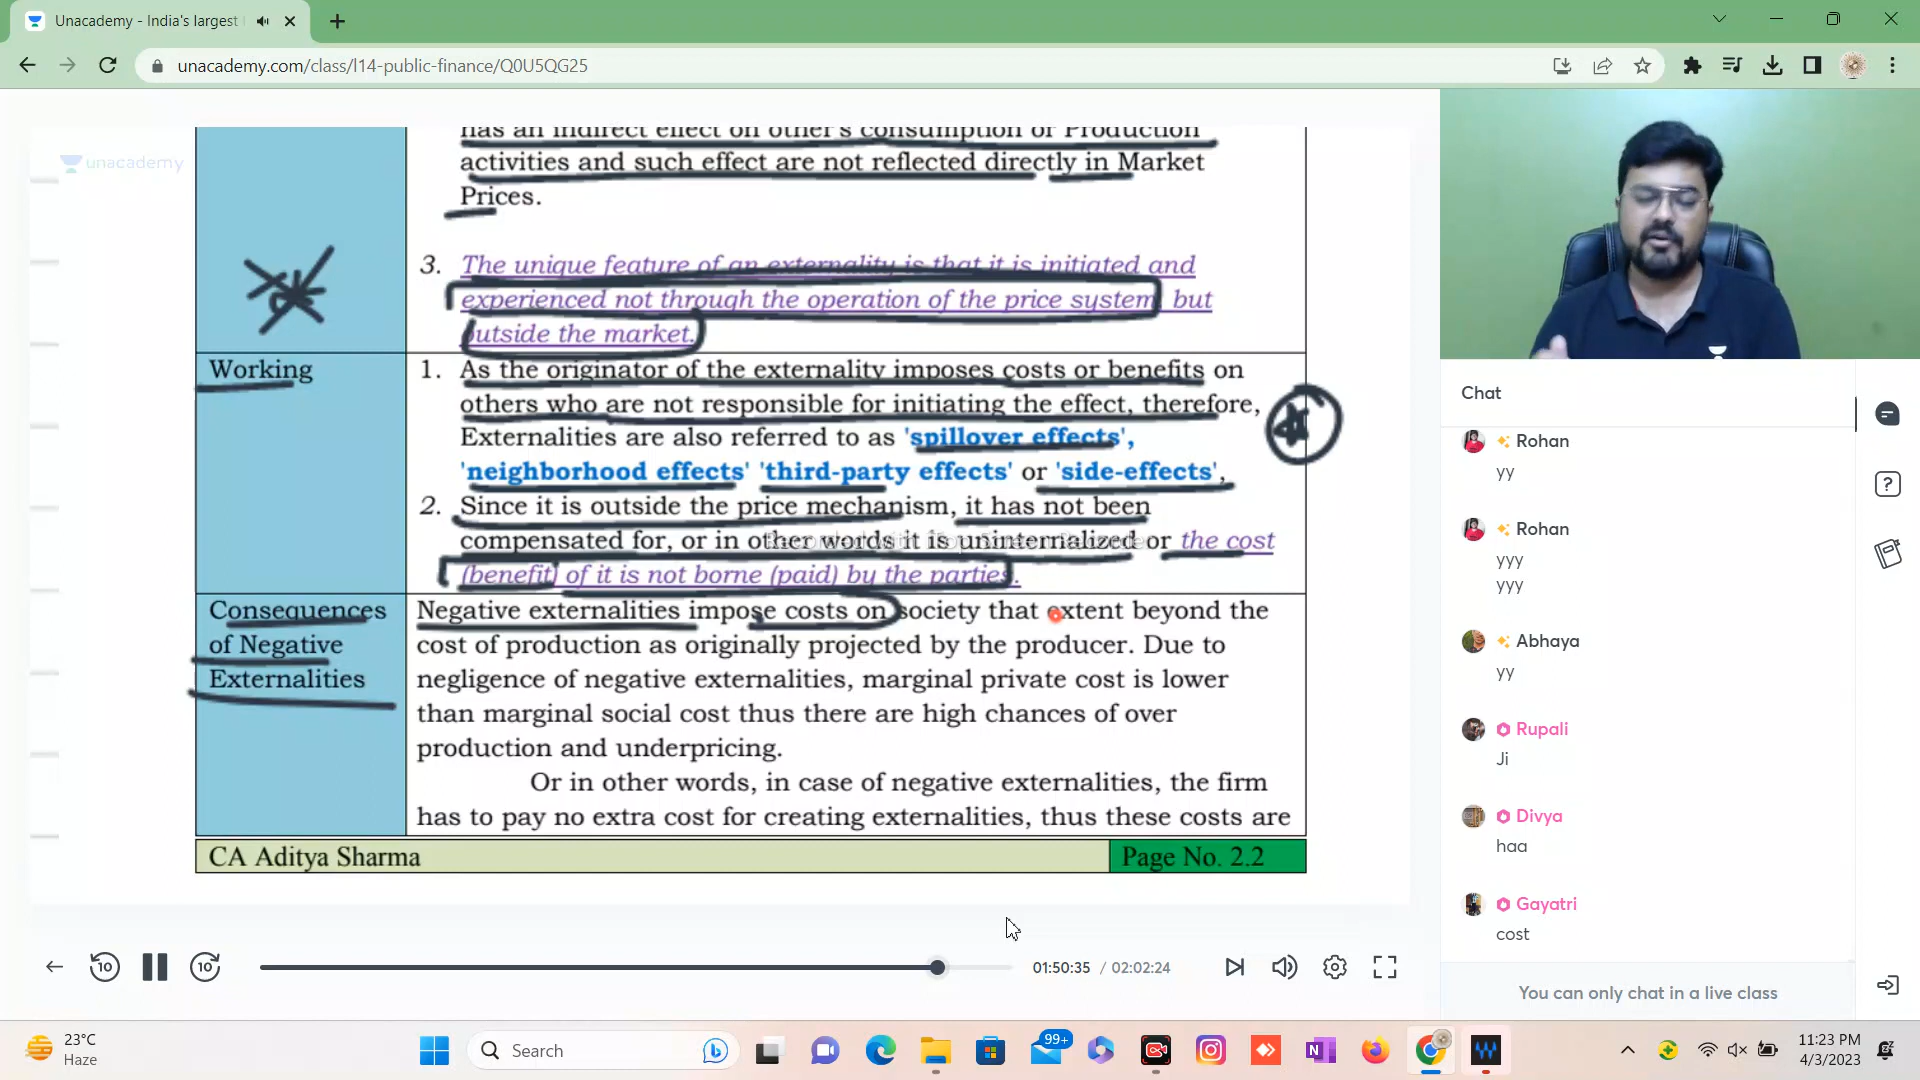 Unacademy - India's largest
unacademy.com/class/l14-public-finance/Q0U5QG25
unacademy
has an indirect effect on other's consumption or Production
activities and such effect are not reflected directly in Market
Prices.
3. The unique feature of an externality is that it is initiated and
experienced not through the operation of the price system, but
outside the market.
Working
1. As the originator of the externality imposes costs or benefits on
others who are not responsible for initiating the effect, therefore,
Externalities are also referred to as 'spillover effects',
'neighborhood effects' 'third-party effects' or 'side-effects',
2. Since it is outside the price mechanism, it has not been
compensated for, or in other words it is uninternalized or the cost
(benefit) of it is not borne (paid) by the parties.
Consequences
of Negative
Externalities
Negative externalities impose costs on society that extent beyond the
cost of production as originally projected by the producer. Due to
negligence of negative externalities, marginal private cost is lower
than marginal social cost thus there are high chances of over
production and underpricing.
Or in other words, in case of negative externalities, the firm
has to pay no extra cost for creating externalities, thus these costs are
CA Aditya Sharma
Page No. 2.2
10
10
01:50:35 / 02:02:24
Chat
Rohan
yy
Rohan
yyy
yyy
Abhaya
yy
Rupali
Ji
Divya
haa
Gayatri
cost
You can only chat in a live class
23°C
Haze
Search
99+
11:23 PM
4/3/2023